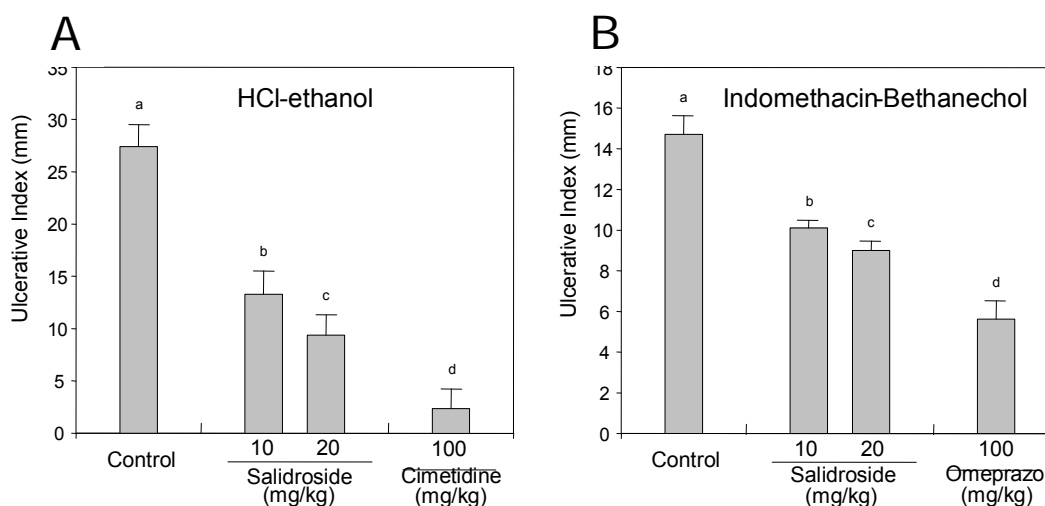 A
HCl-ethanol
Ulcerative Index (mm)
35
30
25
20
15
10
5
0
a
b
c
d
10 20 100
Control Salidroside Cimetidine
(mg/kg) (mg/kg)
B
Indomethacin-Bethanechol
Ulcerative Index (mm)
18
16
14
12
10
8
6
4
2
0
a
b
c
d
10 20 100
Control Salidroside Omeprazo
(mg/kg) (mg/kg)